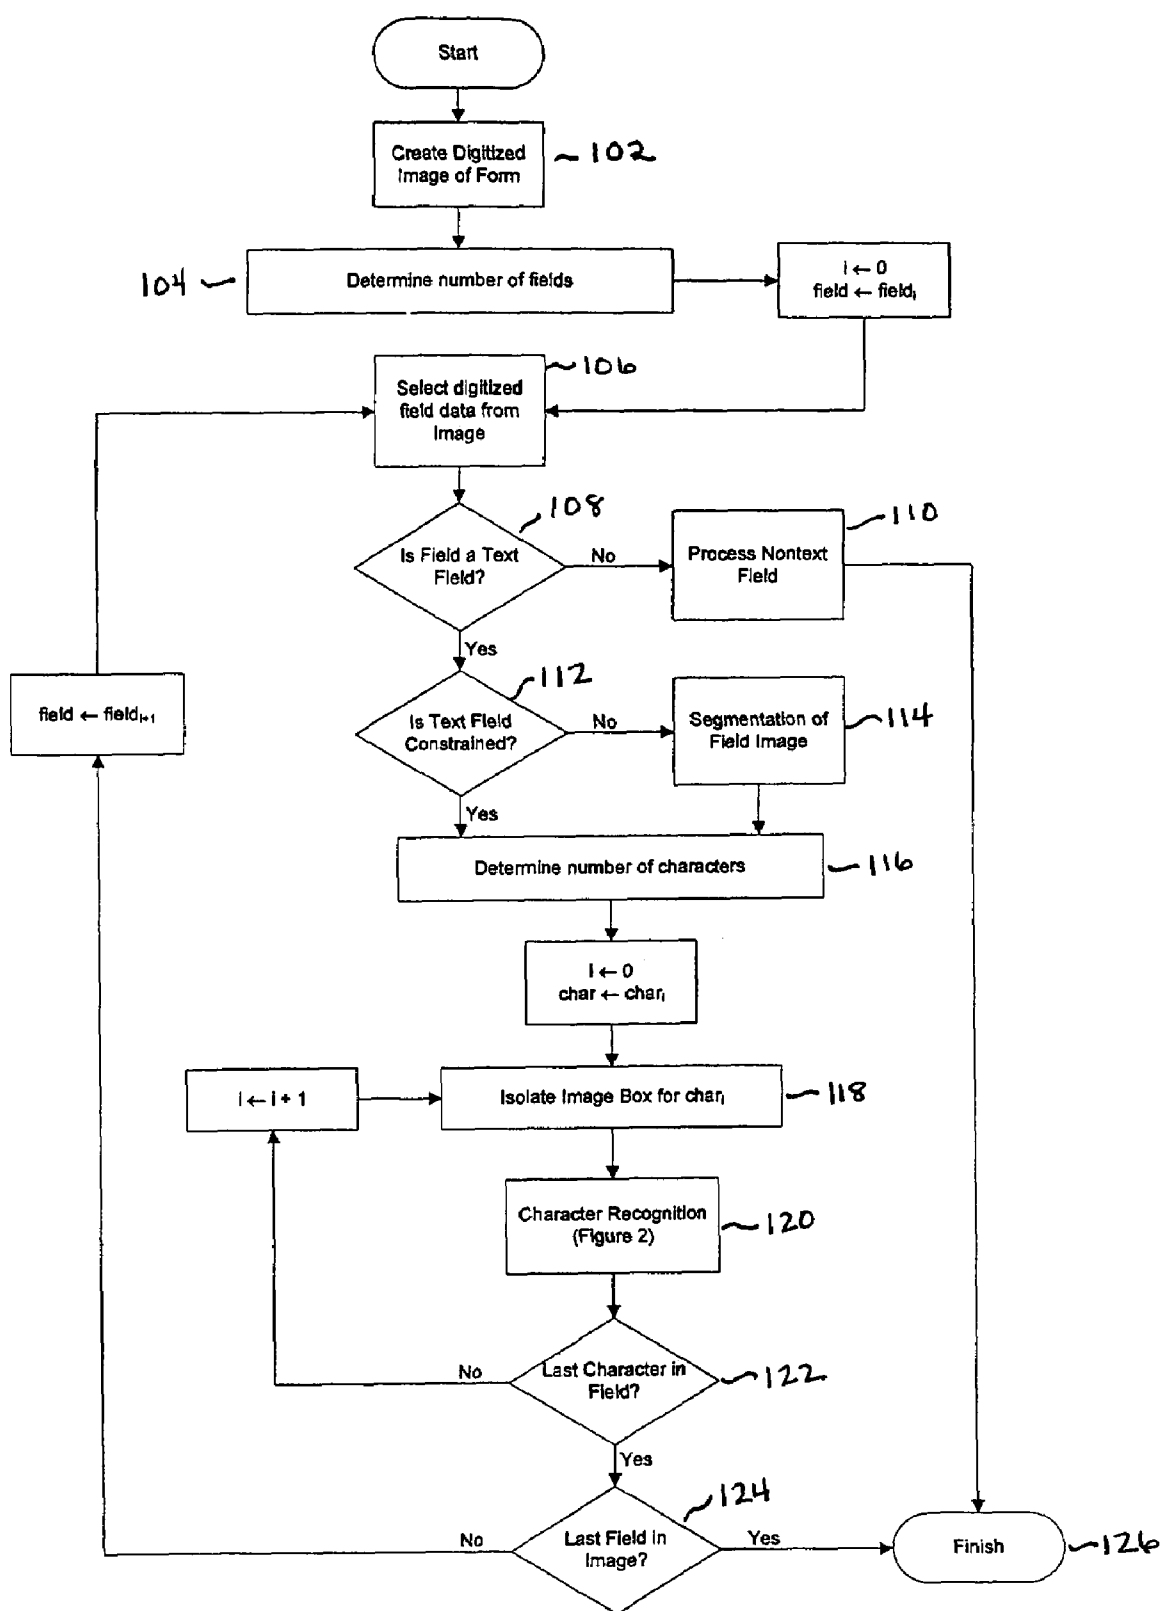 Start
Create Digitized
Image of Form
102
104
Determine number of fields
i ← 0
field ← fieldᵢ
106
Select digitized
field data from
Image
108
Is Field a Text
Field?
No
Process Nontext
Field
110
Yes
112
field ← fieldᵢ₊₁
Is Text Field
Constrained?
No
Segmentation of
Field Image
114
Yes
Determine number of characters
116
i ← 0
char ← charᵢ
i ← i + 1
Isolate Image Box for charᵢ
118
Character Recognition
(Figure 2)
120
No
Last Character in
Field?
122
Yes
124
No
Last Field in
Image?
Yes
Finish
126